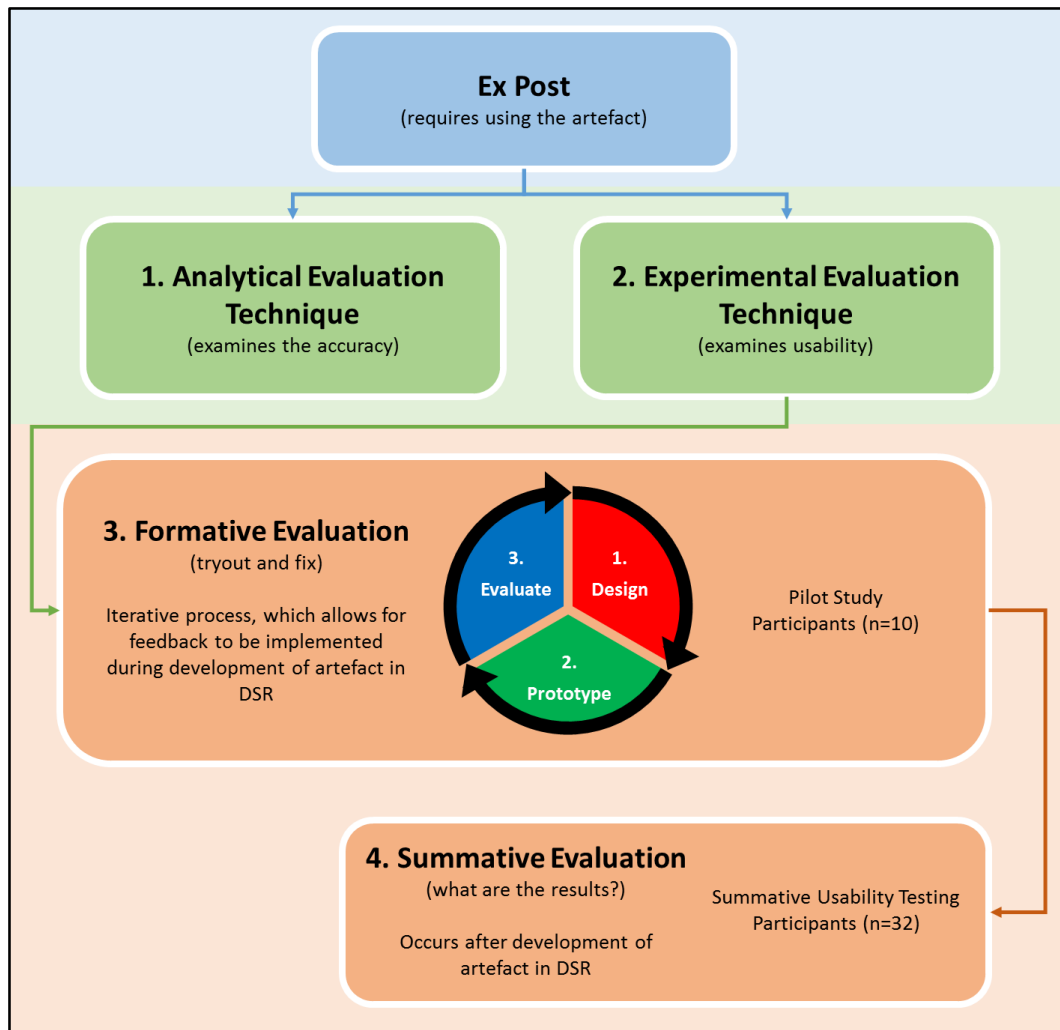 Ex Post
(requires using the artefact)
1. Analytical Evaluation
Technique
(examines the accuracy)
2. Experimental Evaluation
Technique
(examines usability)
3. Formative Evaluation
(tryout and fix)
Iterative process, which allows for
feedback to be implemented
during development of artefact in
DSR
1.
Design
2.
Prototype
3.
Evaluate
Pilot Study
Participants (n=10)
4. Summative Evaluation
(what are the results?)
Occurs after development of
artefact in DSR
Summative Usability Testing
Participants (n=32)